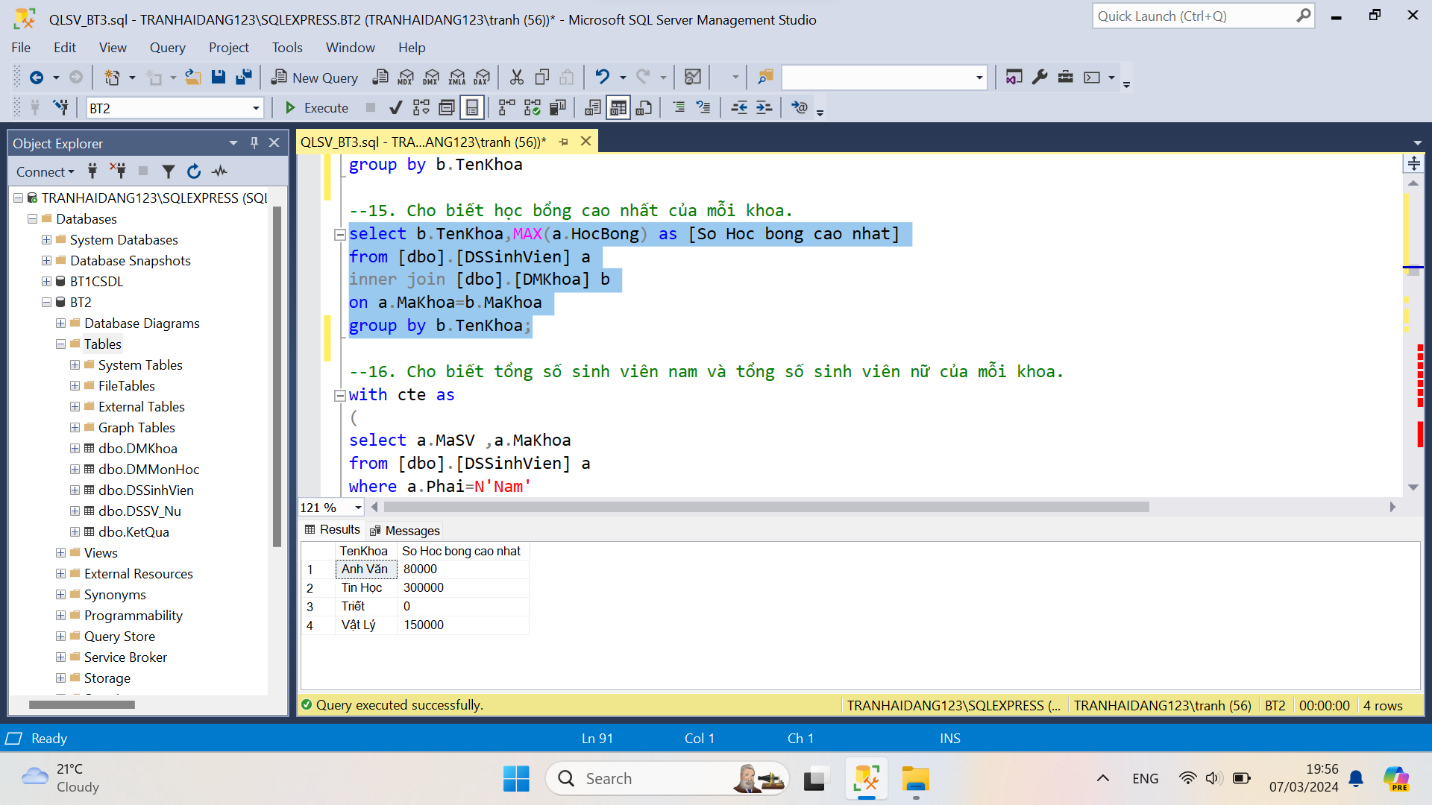 QLSV_BT3.sql - TRANHAIDANG123\SQLEXPRESS.BT2 (TRANHAIDANG123\tranh (56))* - Microsoft SQL Server Management Studio
Quick Launch (Ctrl+Q)
File Edit View Query Project Tools Window Help
New Query
MDX DMX XMLA DAX
BT2
Execute
Object Explorer
QLSV_BT3.sql - TRA...ANG123\tranh (56))*
Connect
TRANHAIDANG123\SQLEXPRESS (SQL
Databases
System Databases
Database Snapshots
BT1CSDL
BT2
Database Diagrams
Tables
System Tables
FileTables
External Tables
Graph Tables
dbo.DMKhoa
dbo.DMMonHoc
dbo.DSSinhVien
dbo.DSSV_Nu
dbo.KetQua
Views
External Resources
Synonyms
Programmability
Query Store
Service Broker
Storage
group by b.TenKhoa
--15. Cho biết học bổng cao nhất của mỗi khoa.
select b.TenKhoa,MAX(a.HocBong) as [So Hoc bong cao nhat]
from [dbo].[DSSinhVien] a
inner join [dbo].[DMKhoa] b
on a.MaKhoa=b.MaKhoa
group by b.TenKhoa;
--16. Cho biết tổng số sinh viên nam và tổng số sinh viên nữ của mỗi khoa.
with cte as
(
select a.MaSV ,a.MaKhoa
from [dbo].[DSSinhVien] a
where a.Phai=N'Nam'
121 %
Results Messages
TenKhoa So Hoc bong cao nhat
1 Anh Văn 80000
2 Tin Học 300000
3 Triết 0
4 Vật Lý 150000
Query executed successfully. TRANHAIDANG123\SQLEXPRESS (... TRANHAIDANG123\tranh (56) BT2 00:00:00 4 rows
Ready Ln 91 Col 1 Ch 1 INS
21°C
Cloudy
Search
ENG
19:56
07/03/2024
PRE